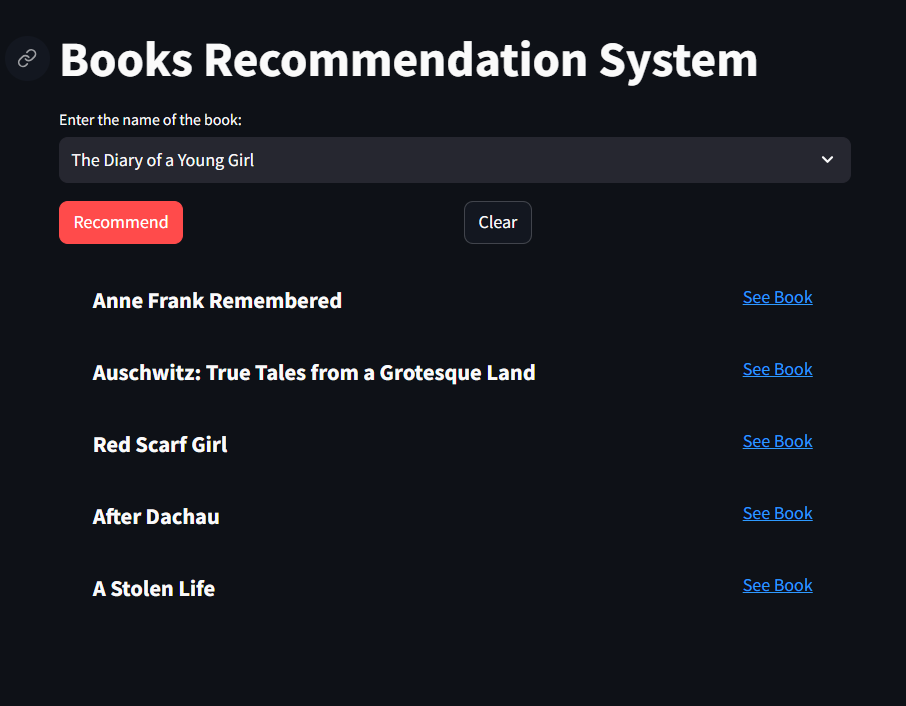 Books Recommendation System
Enter the name of the book:
The Diary of a Young Girl
Recommend
Clear
Anne Frank Remembered
See Book
Auschwitz: True Tales from a Grotesque Land
See Book
Red Scarf Girl
See Book
After Dachau
See Book
A Stolen Life
See Book